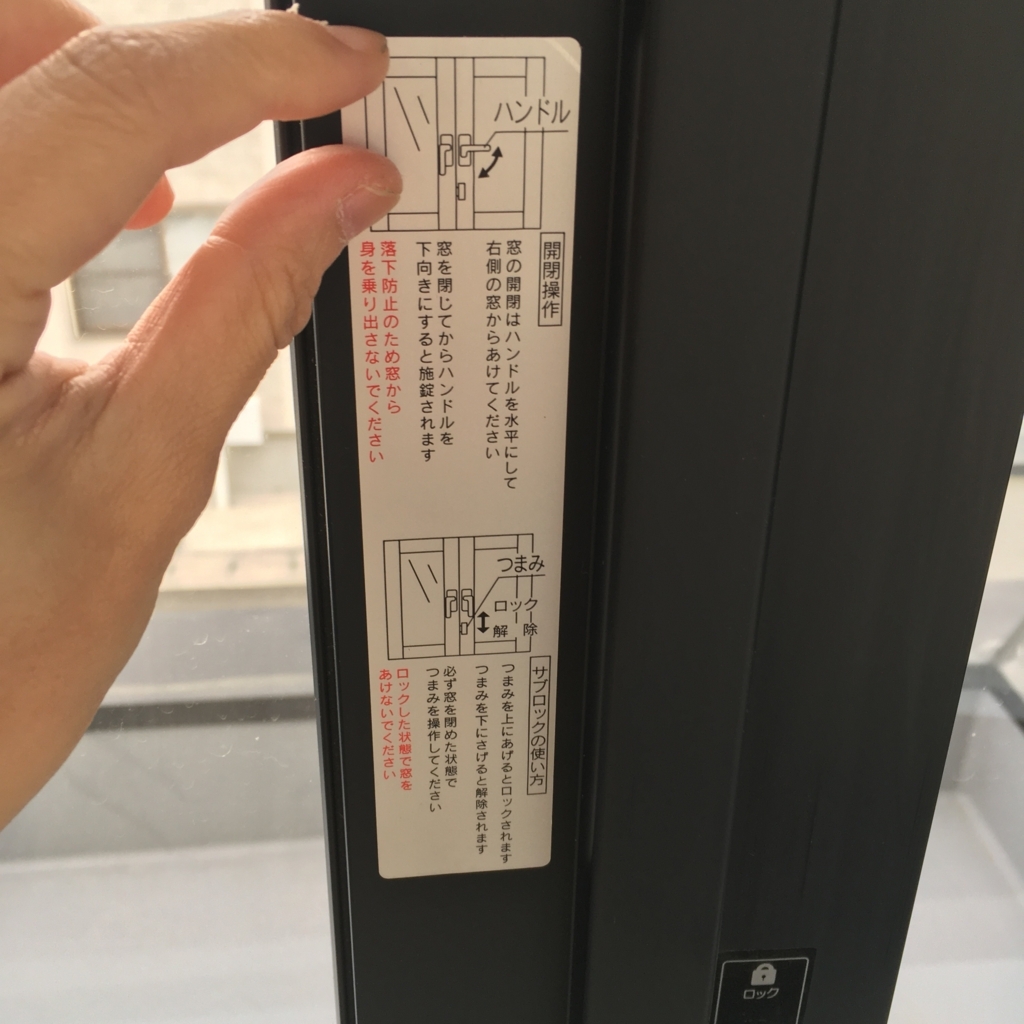 ハンドル
開閉操作
窓の開閉はハンドルを水平にして
右側の窓からあけてください
窓を閉じてからハンドルを
下向きにすると施錠されます
落下防止のため窓から
身を乗り出さないでください
つまみ
ロック
解除
サブロックの使い方
つまみを上にあげるとロックされます
つまみを下にさげると解除されます
必ず窓を閉めた状態で
つまみを操作してください
ロックした状態で窓を
あけないでください
ロック